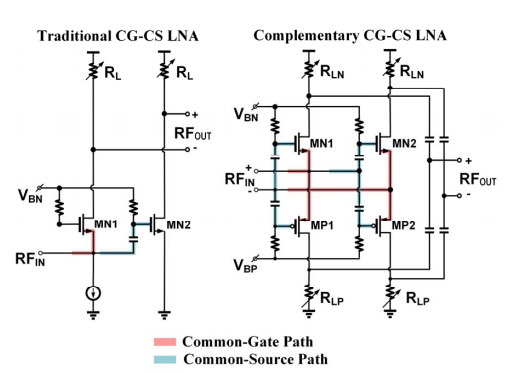 Traditional CG-CS LNA
Complementary CG-CS LNA
RL
RL
RLN
RLN
+
RFOUT
-
VBN
MN1
MN2
RFIN
VBN
MN1
MN2
+
RFIN
-
MP1
MP2
VBP
+
RFOUT
-
RLP
RLP
Common-Gate Path
Common-Source Path